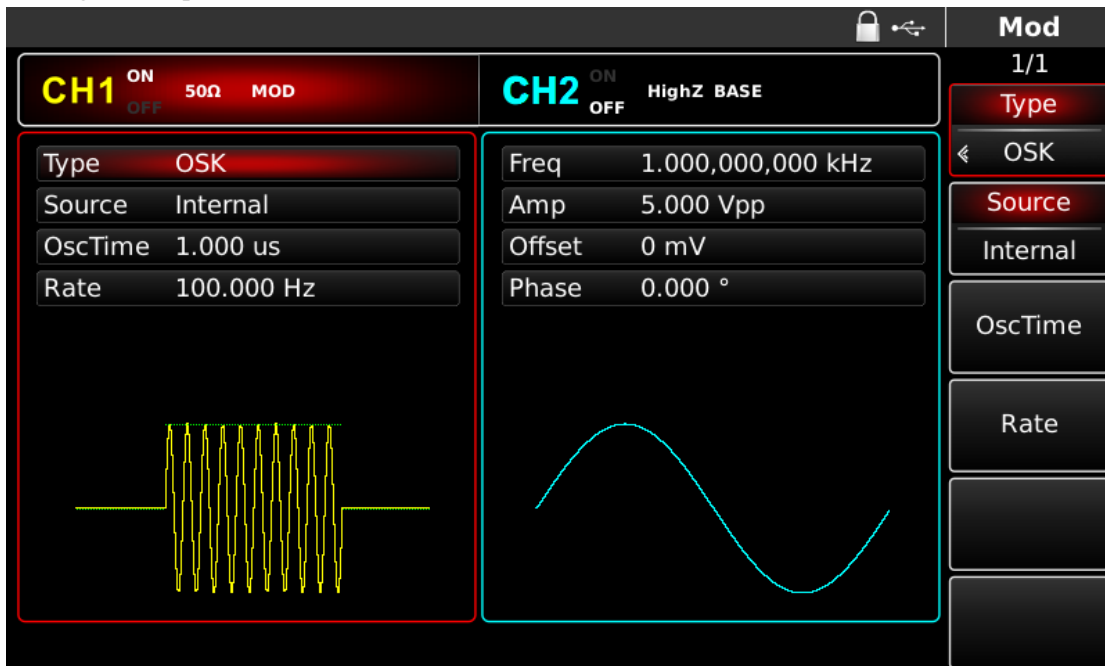 Mod
1/1
CH1 ON OFF 50Ω MOD
CH2 ON OFF HighZ BASE
Type OSK
Source Internal
OscTime 1.000 us
Rate 100.000 Hz
Freq 1.000,000,000 kHz
Amp 5.000 Vpp
Offset 0 mV
Phase 0.000 °
Type
OSK
Source
Internal
OscTime
Rate